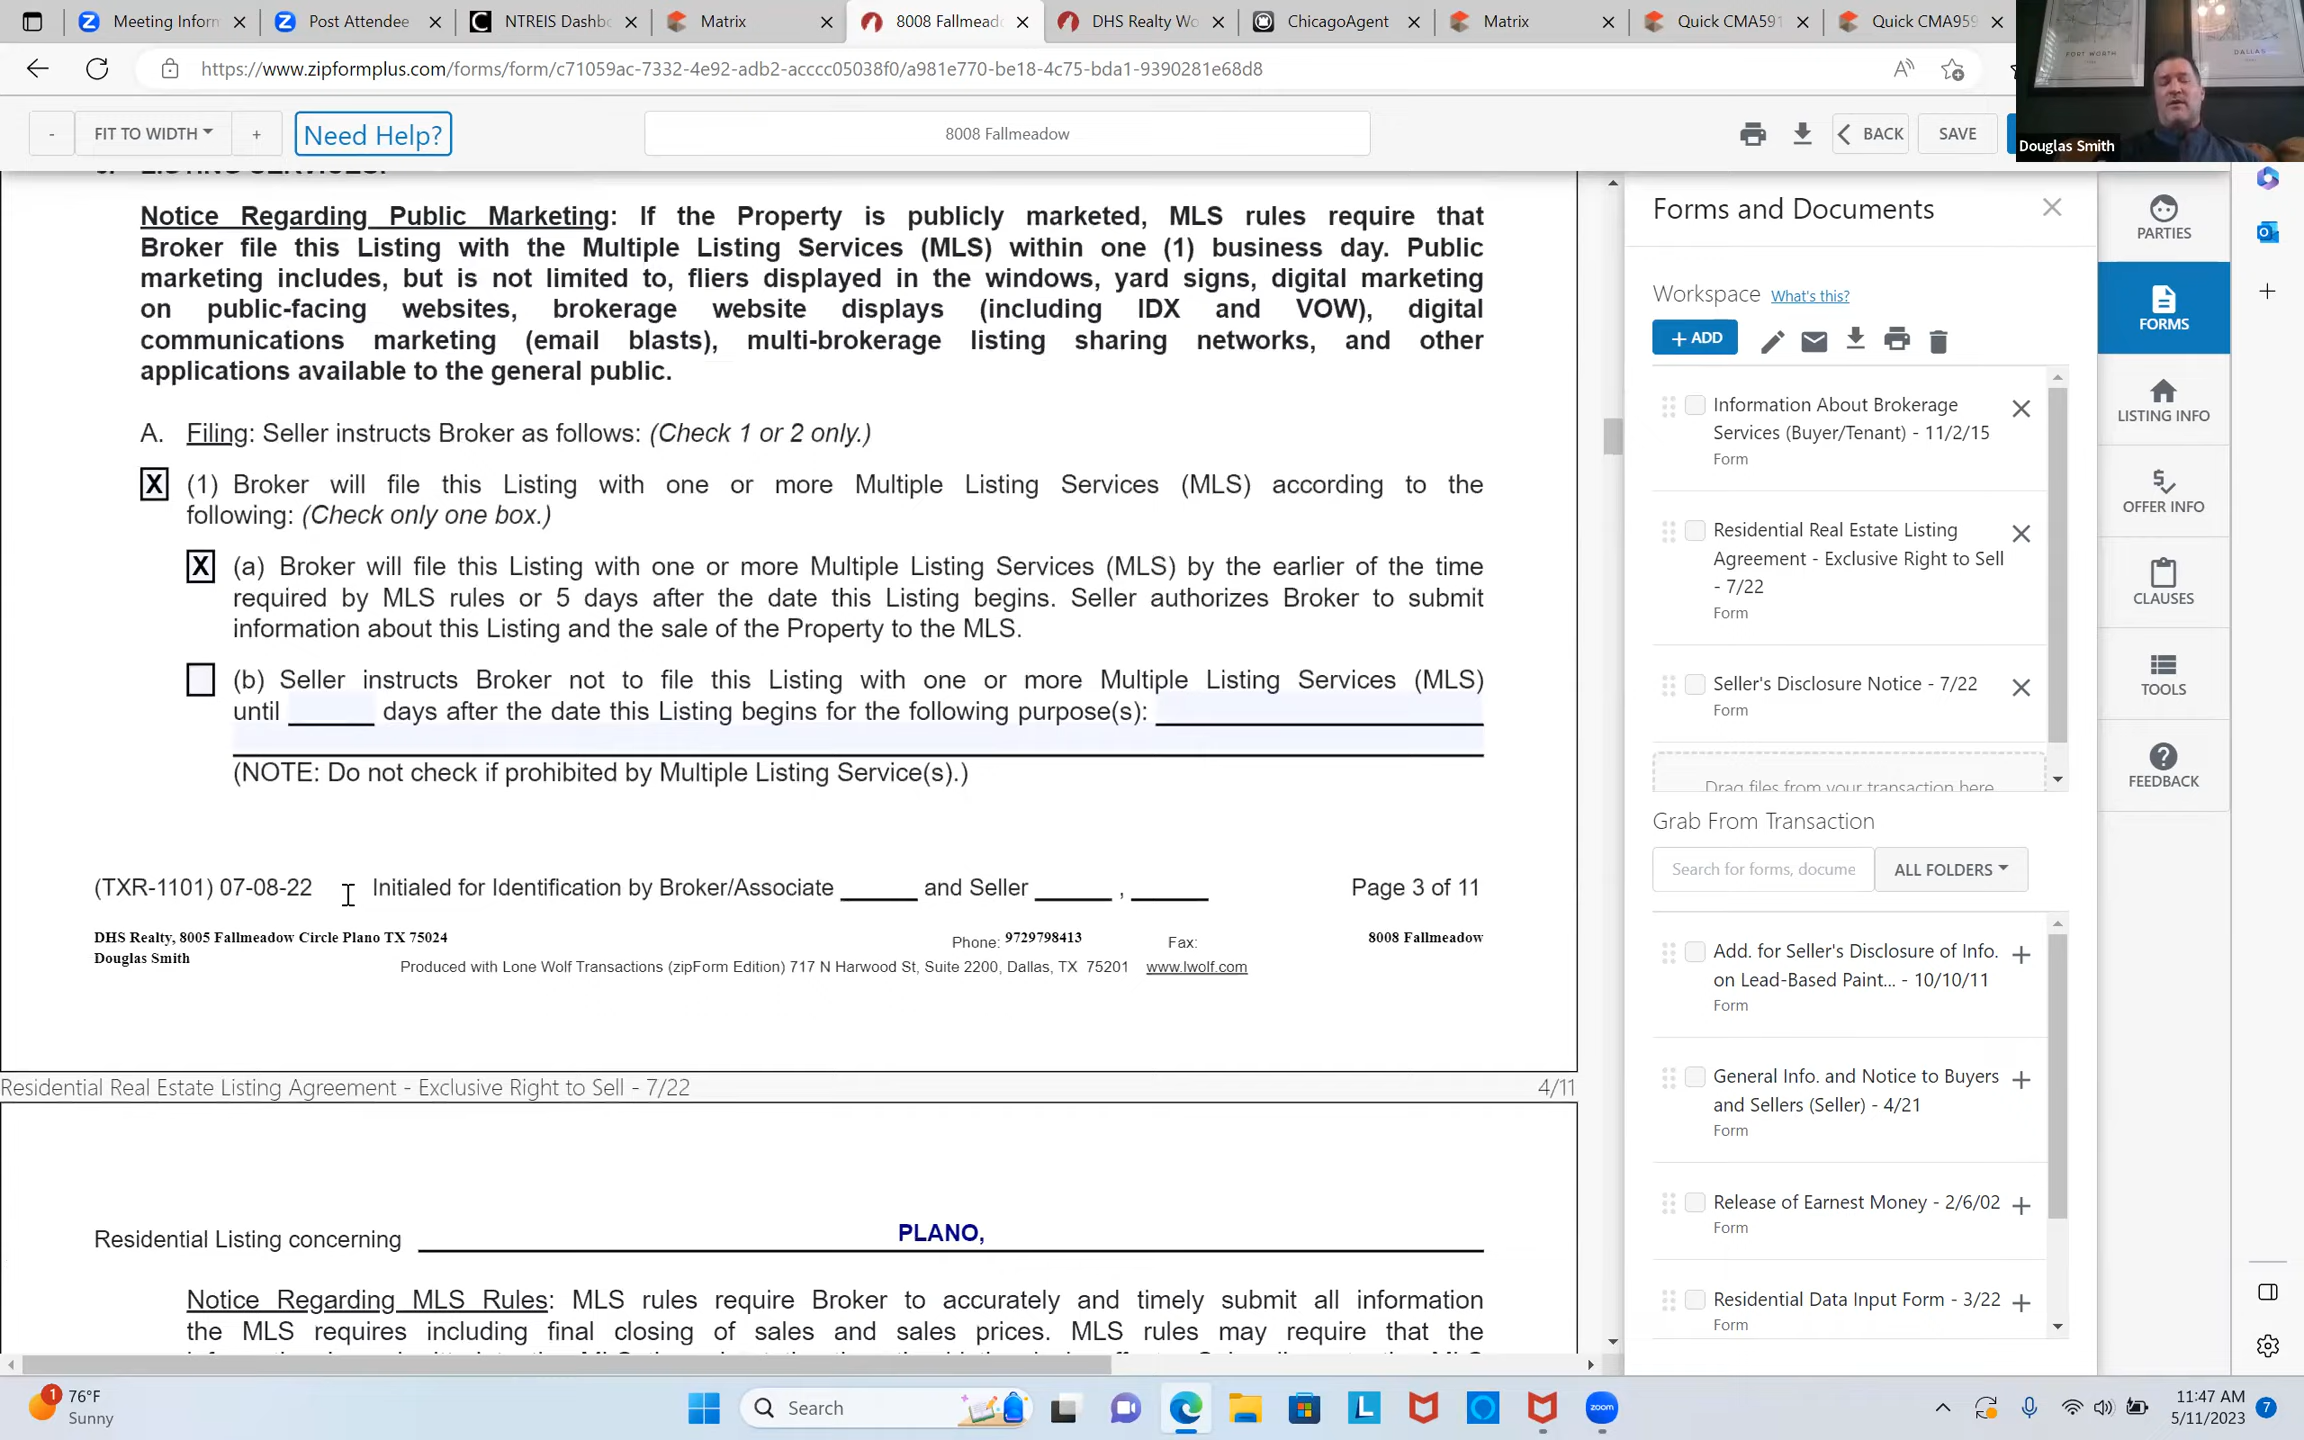 Meeting Inform
Post Attendee
NTREIS Dashbo
Matrix
8008 Fallmeado
DHS Realty Wo
ChicagoAgent
Matrix
Quick CMA591
Quick CMA959
https://www.zipformplus.com/forms/form/c71059ac-7332-4e92-adb2-acccc05038f0/a981e770-be18-4c75-bda1-9390281e68d8
FORT WORTH
DALLAS
Douglas Smith
-
FIT TO WIDTH
+
Need Help?
8008 Fallmeadow
BACK
SAVE
LISTING SERVICES:
Notice Regarding Public Marketing: If the Property is publicly marketed, MLS rules require that
Broker file this Listing with the Multiple Listing Services (MLS) within one (1) business day. Public
marketing includes, but is not limited to, fliers displayed in the windows, yard signs, digital marketing
on public-facing websites, brokerage website displays (including IDX and VOW), digital
communications marketing (email blasts), multi-brokerage listing sharing networks, and other
applications available to the general public.
A. Filing: Seller instructs Broker as follows: (Check 1 or 2 only.)
X (1) Broker will file this Listing with one or more Multiple Listing Services (MLS) according to the
following: (Check only one box.)
X (a) Broker will file this Listing with one or more Multiple Listing Services (MLS) by the earlier of the time
required by MLS rules or 5 days after the date this Listing begins. Seller authorizes Broker to submit
information about this Listing and the sale of the Property to the MLS.
(b) Seller instructs Broker not to file this Listing with one or more Multiple Listing Services (MLS)
until ______ days after the date this Listing begins for the following purpose(s): ______
(NOTE: Do not check if prohibited by Multiple Listing Service(s).)
(TXR-1101) 07-08-22 Initialed for Identification by Broker/Associate ______ and Seller ______ , ______ Page 3 of 11
DHS Realty, 8005 Fallmeadow Circle Plano TX 75024 Phone: 9729798413 Fax: 8008 Fallmeadow
Douglas Smith
Produced with Lone Wolf Transactions (zipForm Edition) 717 N Harwood St, Suite 2200, Dallas, TX 75201 www.lwolf.com
Residential Real Estate Listing Agreement - Exclusive Right to Sell - 7/22 4/11
Residential Listing concerning PLANO,
Notice Regarding MLS Rules: MLS rules require Broker to accurately and timely submit all information
the MLS requires including final closing of sales and sales prices. MLS rules may require that the
Forms and Documents
Workspace What's this?
+ ADD
Information About Brokerage
Services (Buyer/Tenant) - 11/2/15
Form
Residential Real Estate Listing
Agreement - Exclusive Right to Sell
- 7/22
Form
Seller's Disclosure Notice - 7/22
Form
Drag files from your transaction here
Grab From Transaction
Search for forms, docume
ALL FOLDERS
Add. for Seller's Disclosure of Info.
on Lead-Based Paint... - 10/10/11
Form
General Info. and Notice to Buyers
and Sellers (Seller) - 4/21
Form
Release of Earnest Money - 2/6/02
Form
Residential Data Input Form - 3/22
Form
PARTIES
FORMS
LISTING INFO
OFFER INFO
CLAUSES
TOOLS
FEEDBACK
1
76°F
Sunny
Search
zoom
11:47 AM
5/11/2023
7